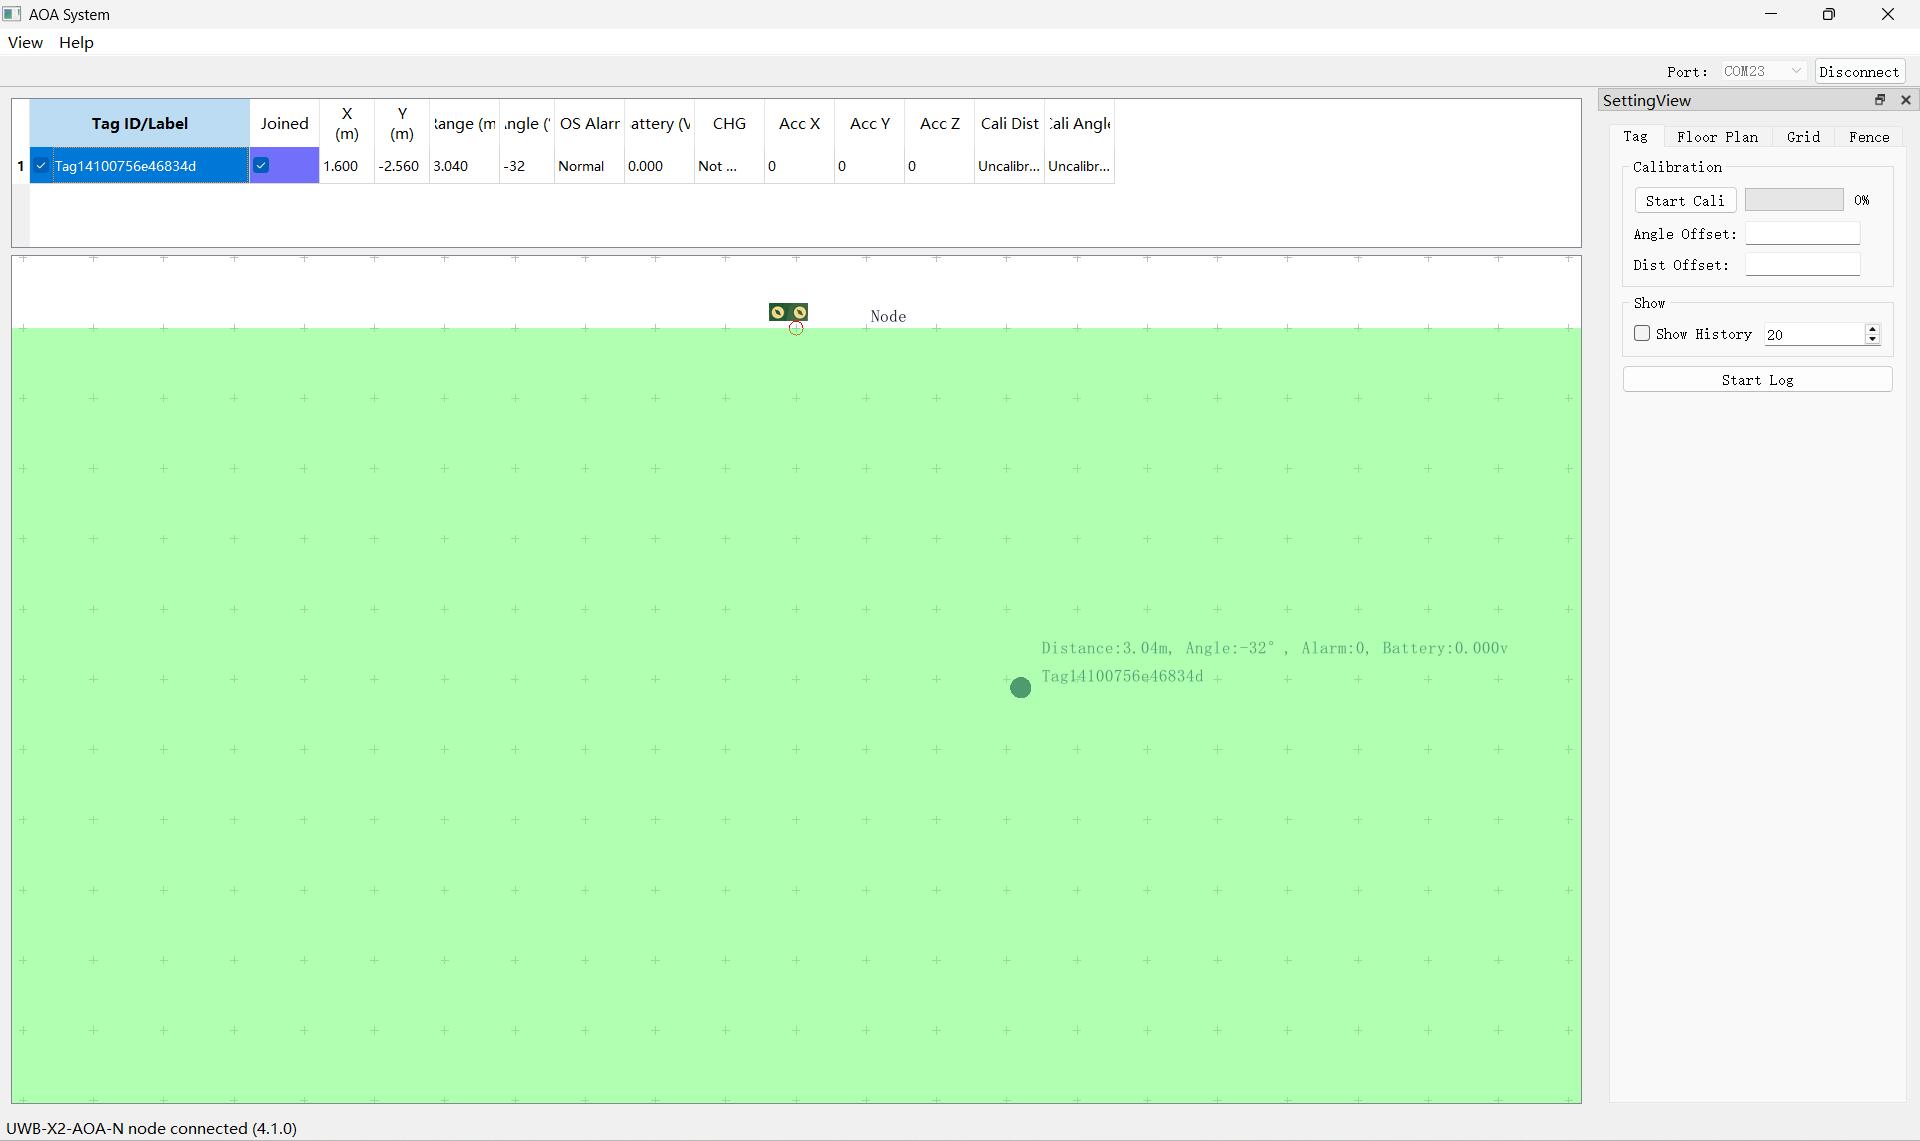 AOA System
View Help
Port: COM23 Disconnect
Tag ID/Label Joined X (m) Y (m) ange (m ngle (° OS Alarr attery (V CHG Acc X Acc Y Acc Z Cali Dist ali Angle
1 Tag14100756e46834d 1.600 -2.560 3.040 -32 Normal 0.000 Not ... 0 0 0 Uncalibr... Uncalibr...
SettingView
Tag Floor Plan Grid Fence
Calibration
Start Cali 0%
Angle Offset:
Dist Offset:
Show
Show History 20
Start Log
Node
Distance:3.04m, Angle:-32°, Alarm:0, Battery:0.000v
Tag14100756e46834d
UWB-X2-AOA-N node connected (4.1.0)